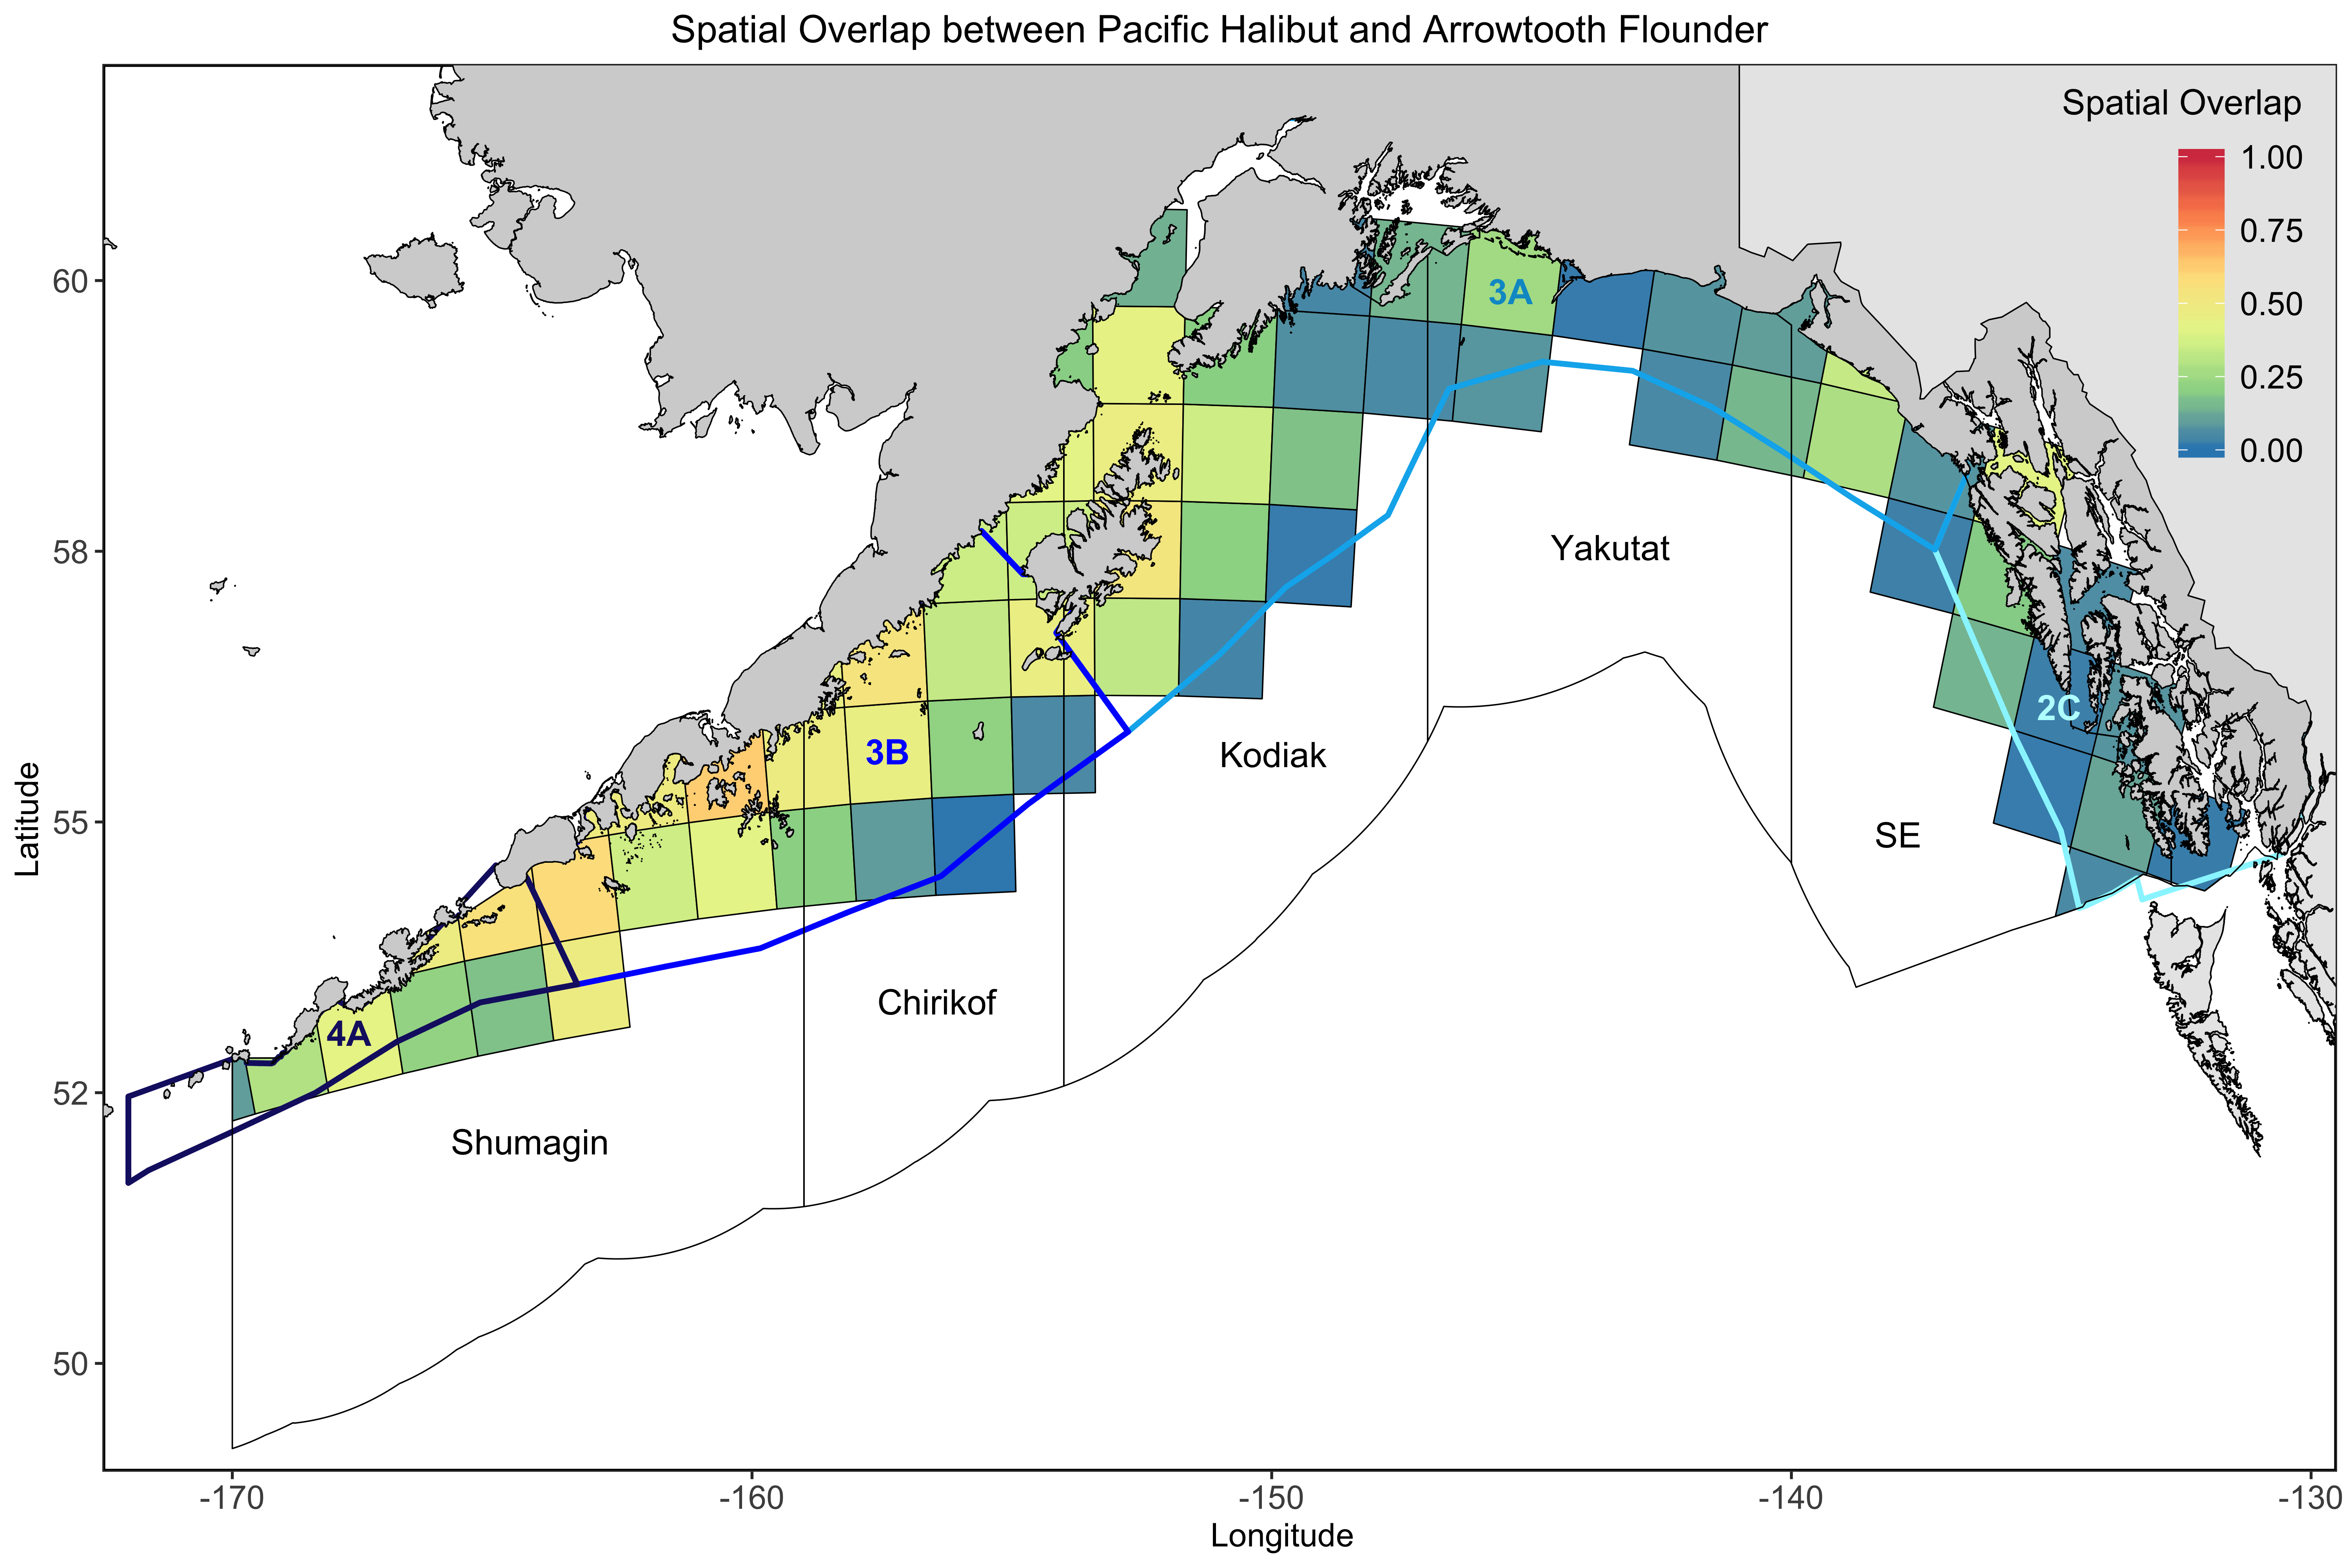 Spatial Overlap between Pacific Halibut and Arrowtooth Flounder
Spatial Overlap
1.00
0.75
0.50
0.25
0.00
60
58
55
52
50
Latitude
3A
Yakutat
2C
3B
Kodiak
SE
Chirikof
4A
Shumagin
-170
-160
-150
-140
-130
Longitude